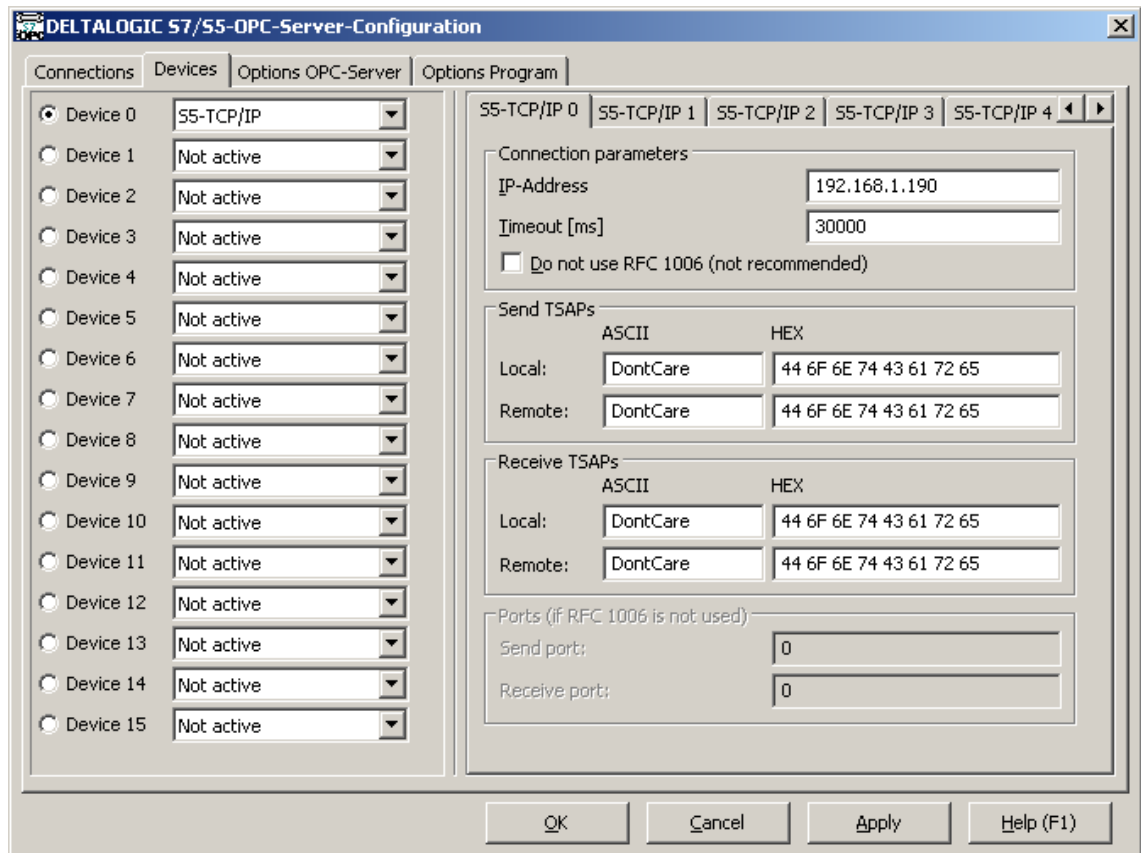 S7 OPC DELTALOGIC S7/S5-OPC-Server-Configuration
Connections Devices Options OPC-Server Options Program
Device 0 S5-TCP/IP
Device 1 Not active
Device 2 Not active
Device 3 Not active
Device 4 Not active
Device 5 Not active
Device 6 Not active
Device 7 Not active
Device 8 Not active
Device 9 Not active
Device 10 Not active
Device 11 Not active
Device 12 Not active
Device 13 Not active
Device 14 Not active
Device 15 Not active
S5-TCP/IP 0 S5-TCP/IP 1 S5-TCP/IP 2 S5-TCP/IP 3 S5-TCP/IP 4
Connection parameters
IP-Address 192.168.1.190
Timeout [ms] 30000
Do not use RFC 1006 (not recommended)
Send TSAPs
ASCII HEX
Local: DontCare 44 6F 6E 74 43 61 72 65
Remote: DontCare 44 6F 6E 74 43 61 72 65
Receive TSAPs
ASCII HEX
Local: DontCare 44 6F 6E 74 43 61 72 65
Remote: DontCare 44 6F 6E 74 43 61 72 65
Ports (if RFC 1006 is not used)
Send port: 0
Receive port: 0
OK Cancel Apply Help (F1)